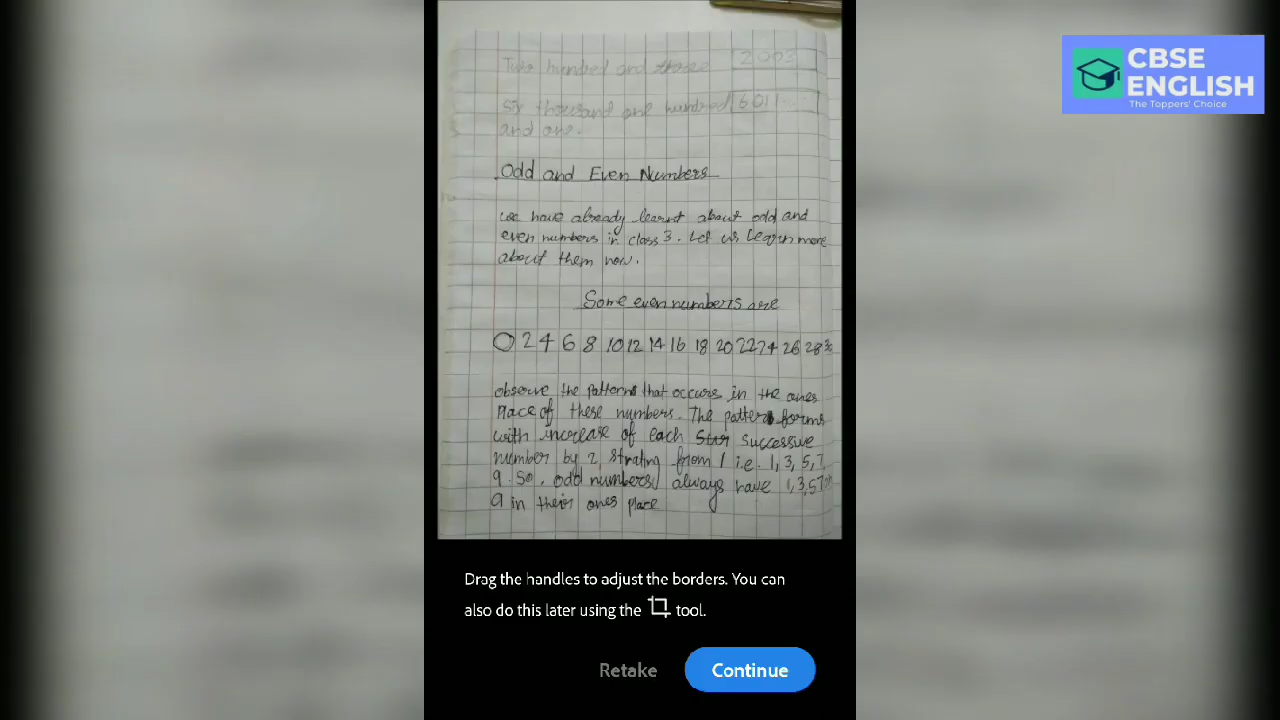 Two hundred and three 2003
Six thousand one hundred 6011
and one.
Odd and Even Numbers
we have already learnt about odd and
even numbers in class 3. Let us learn more
about them now.
Some even numbers are
0 2 4 6 8 10 12 14 16 18 20 22 24 26 28 30
observe the patterns that occurs in the ones
Place of these numbers. The patter forms
with increase of each successive
number by 2, strating from 1 i.e. 1, 3, 5, 7
9. So, odd numbers always have 1, 3, 5 7 or
9 in their ones place
Drag the handles to adjust the borders. You can
also do this later using the tool.
Retake Continue
CBSE
ENGLISH
The Toppers' Choice